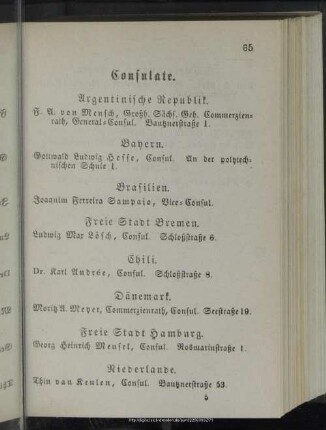 65
Consulate.
Argentinische Republik.
F. A. von Mensch, Großh. Sächs. Geh. Commerzien-
rath, General-Consul. Bautznerstraße 1.
Bayern.
Gottwald Ludwig Hesse, Consul. An der polytech-
nischen Schule 1.
Brasilien.
Joaquim Ferreira Sampaio, Vice-Consul.
Freie Stadt Bremen.
Ludwig Max Lösch, Consul. Schloßstraße 6.
Chili.
Dr. Karl Andrée, Consul. Schloßstraße 8.
Dänemark.
Moritz A. Meyer, Commerzienrath, Consul. Seestraße 19.
Freie Stadt Hamburg.
Georg Heinrich Mensel, Consul. Rosmarinstraße 1.
Niederlande.
Thin van Keulen, Consul. Bautznerstraße 53.
5